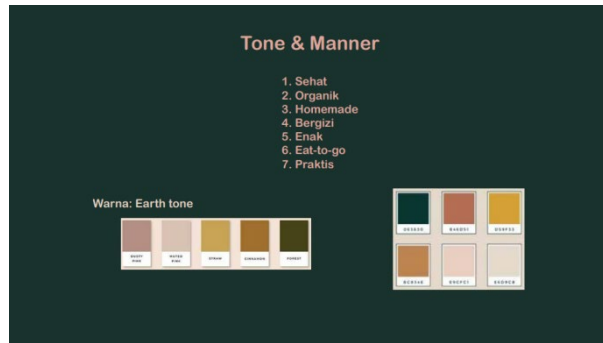 Tone & Manner
1. Sehat
2. Organik
3. Homemade
4. Bergizi
5. Enak
6. Eat-to-go
7. Praktis
Warna: Earth tone
DUSTY
PINK
MUTED
PINK
STRAW
CINNAMON
FOREST